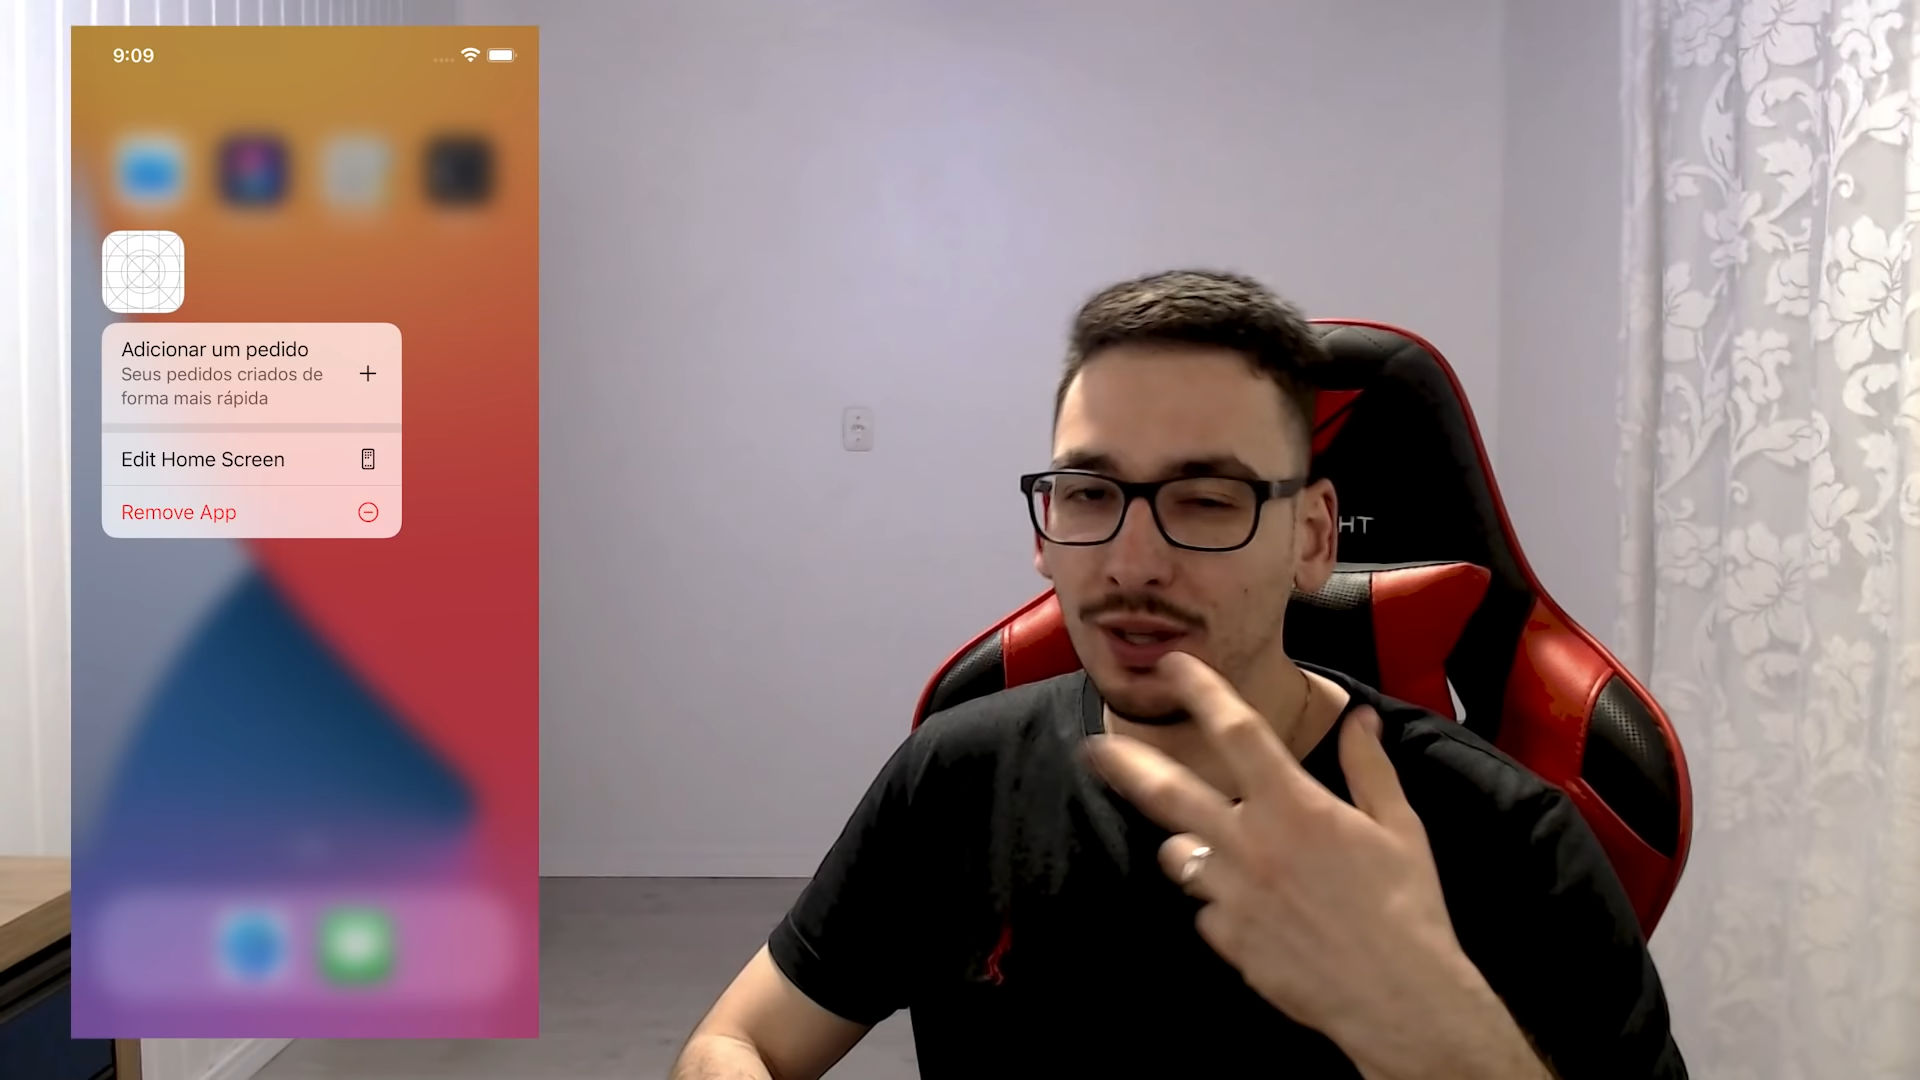 9:09
Adicionar um pedido
Seus pedidos criados de
forma mais rápida
Edit Home Screen
Remove App
HT